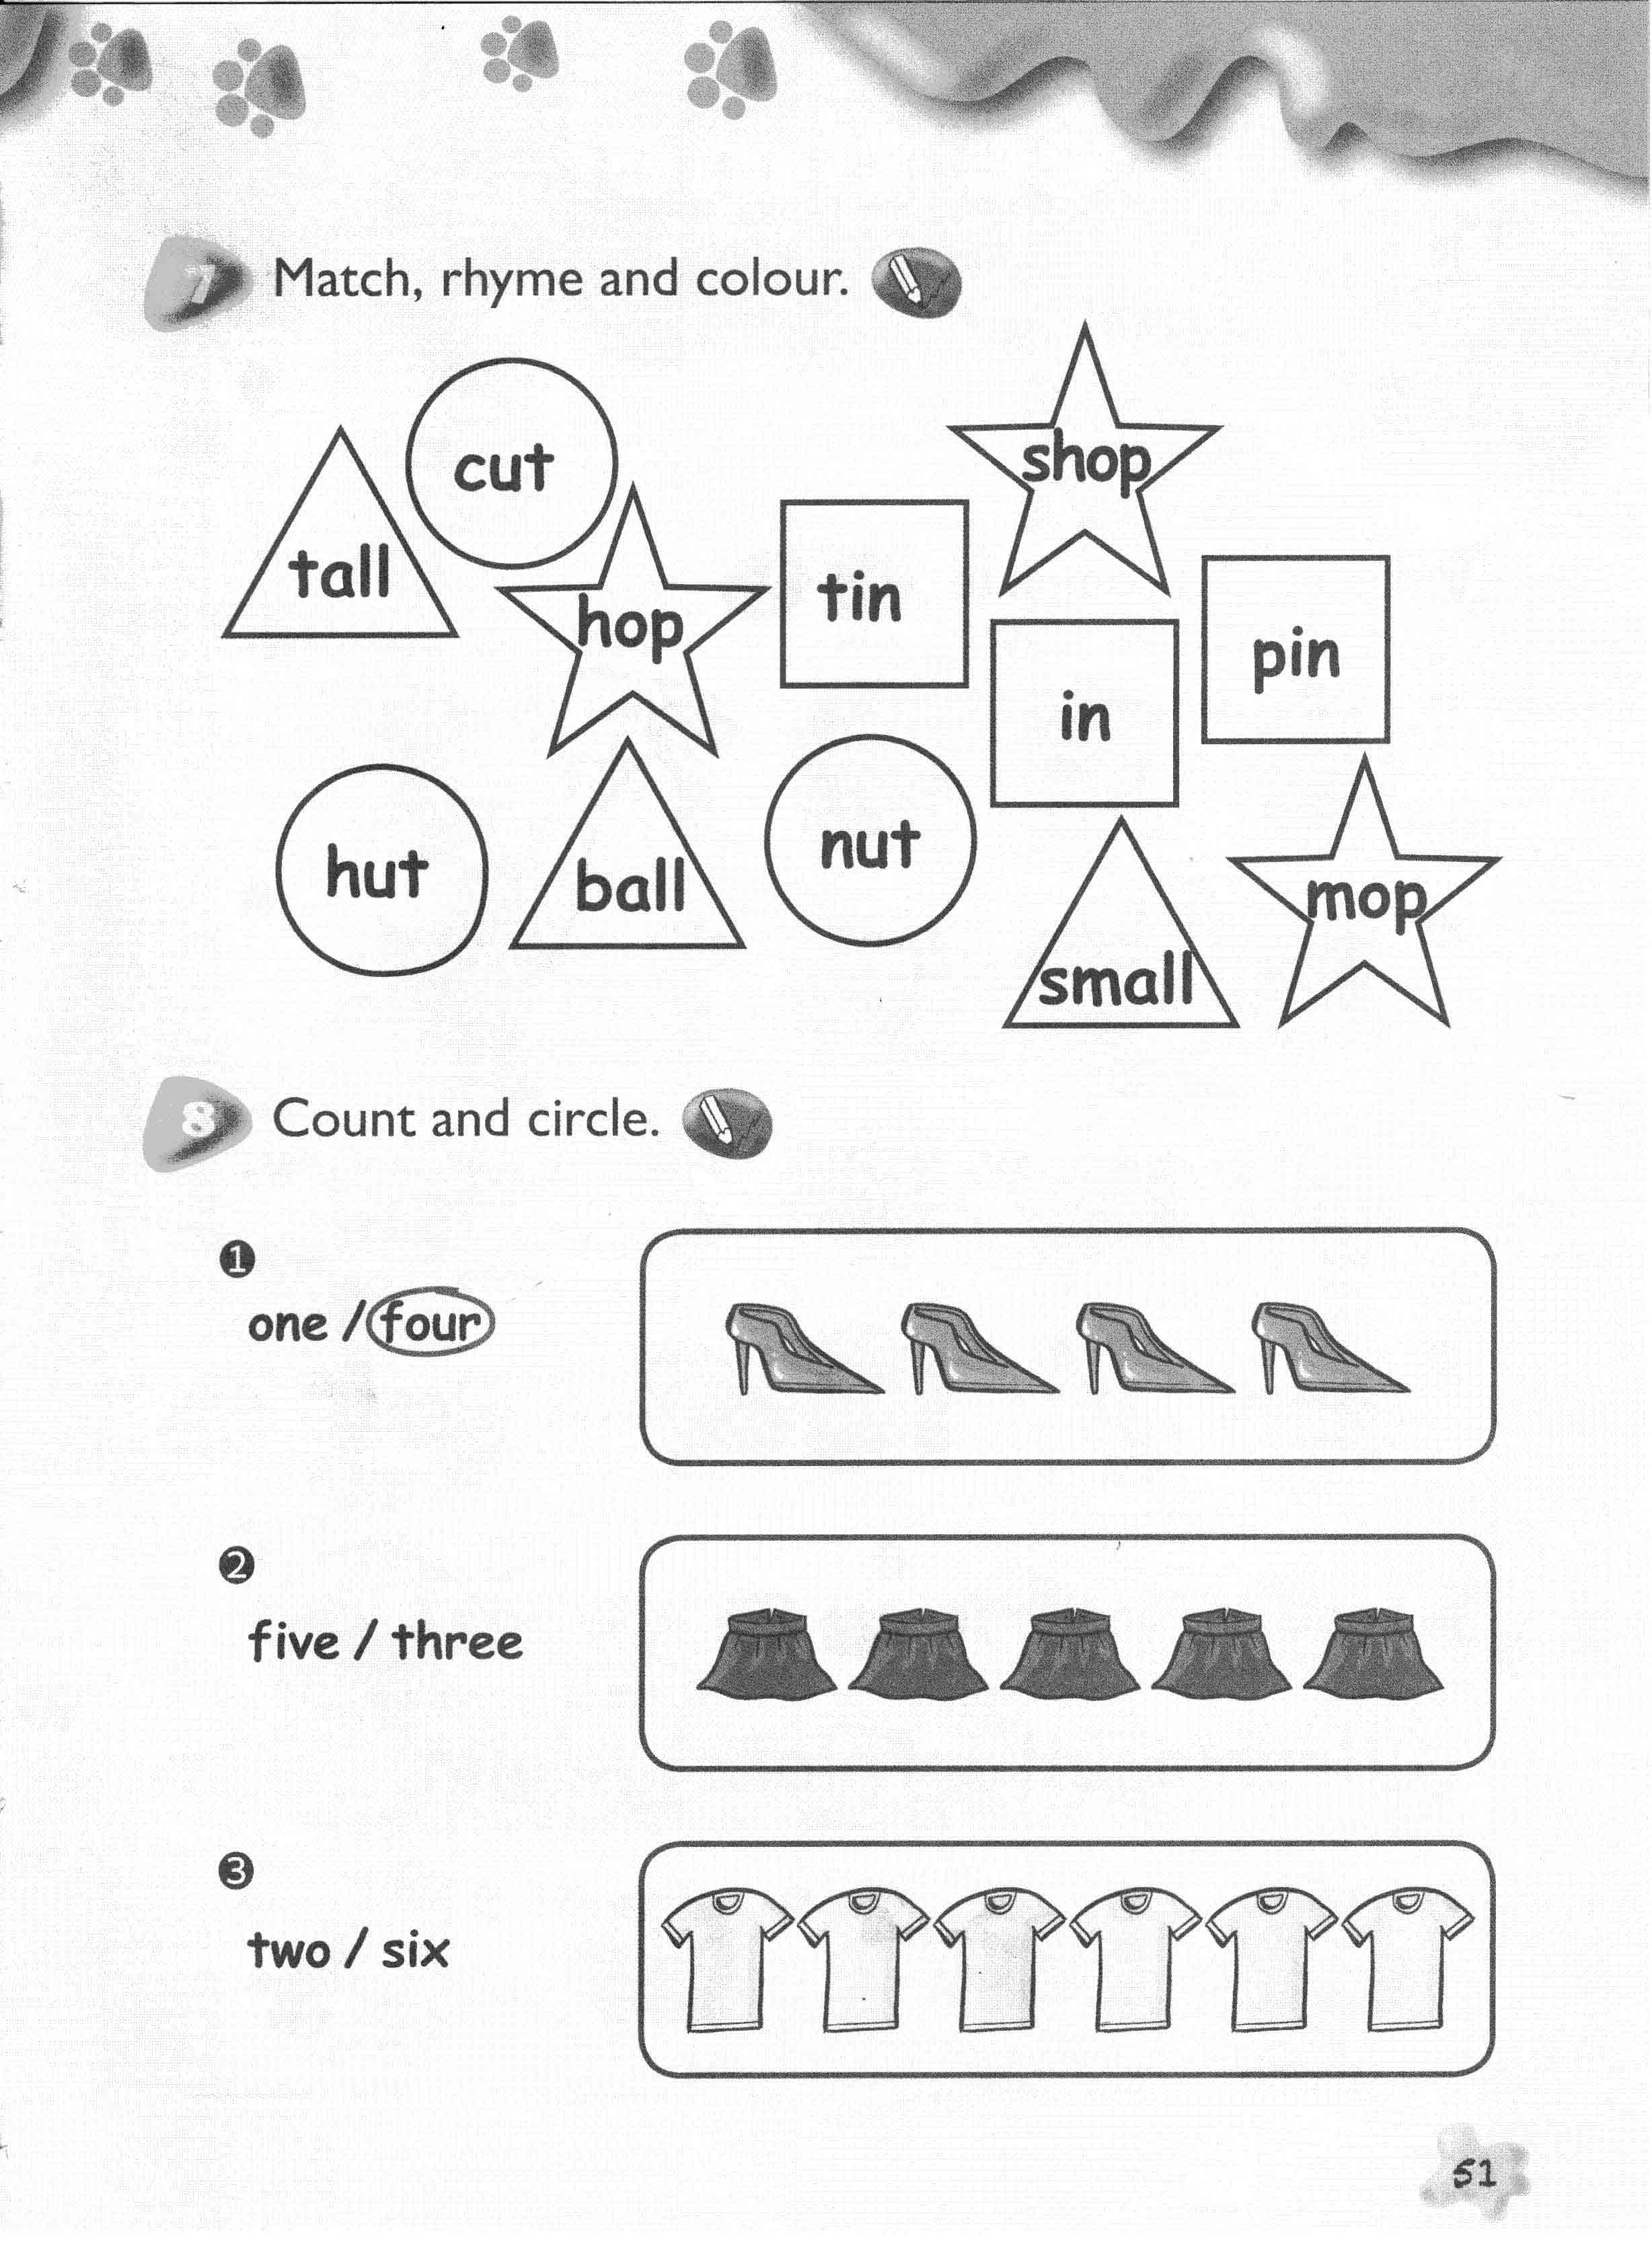 7 Match, rhyme and colour.
shop
cut
tall
hop
tin
pin
in
hut
ball
nut
mop
small
8 Count and circle.
1
one / four
2
five / three
3
two / six
51